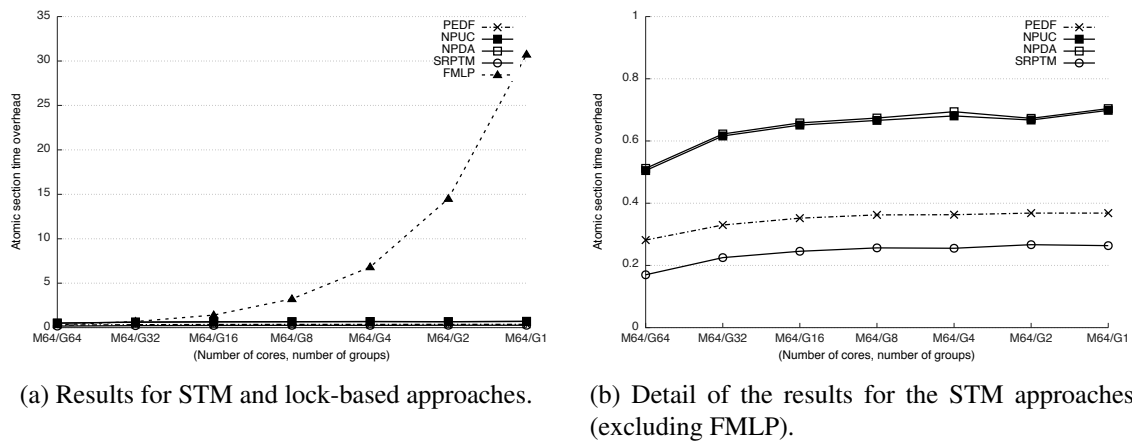 35
30
25
20
15
10
5
0
Atomic section time overhead
PEDF
NPUC
NPDA
SRPTM
FMLP
M64/G64 M64/G32 M64/G16 M64/G8 M64/G4 M64/G2 M64/G1
(Number of cores, number of groups)
(a) Results for STM and lock-based approaches.
1
0.8
0.6
0.4
0.2
0
Atomic section time overhead
PEDF
NPUC
NPDA
SRPTM
M64/G64 M64/G32 M64/G16 M64/G8 M64/G4 M64/G2 M64/G1
(Number of cores, number of groups)
(b) Detail of the results for the STM approaches
(excluding FMLP).